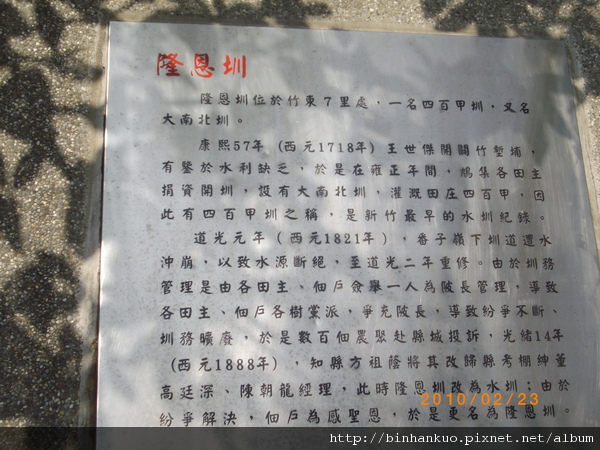 隆恩圳
隆恩圳位於竹東7里處，一名四百甲圳，又名
大南北圳。
康熙57年(西元1718年)王世傑開闢竹塹埔，
有鑒於水利缺乏，於是在雍正年間，鳩集各田主
捐資開圳，設有大南北圳，灌溉田庄四百甲，因
此有四百甲圳之稱，是新竹最早的水圳紀錄。
道光元年(西元1821年)，番子嶺下圳道遭水
沖崩，以致水源斷絕，至道光二年重修。由於圳務
管理是由各田主、佃戶僉舉一人為陂長管理，導致
各田主、佃戶各樹黨派，爭充陂長，導致紛爭不斷、
圳務曠廢，於是數百個農聚赴縣城投訴，光緒14年
(西元1888年)，知縣方祖蔭將其改歸縣考棚紳董
高廷深、陳朝龍經理，此時隆恩圳改為水圳；由於
紛爭解決，佃戶為感聖恩，於是更名為隆恩圳。
2010/02/23
http://binhankuo.pixnet.net/album